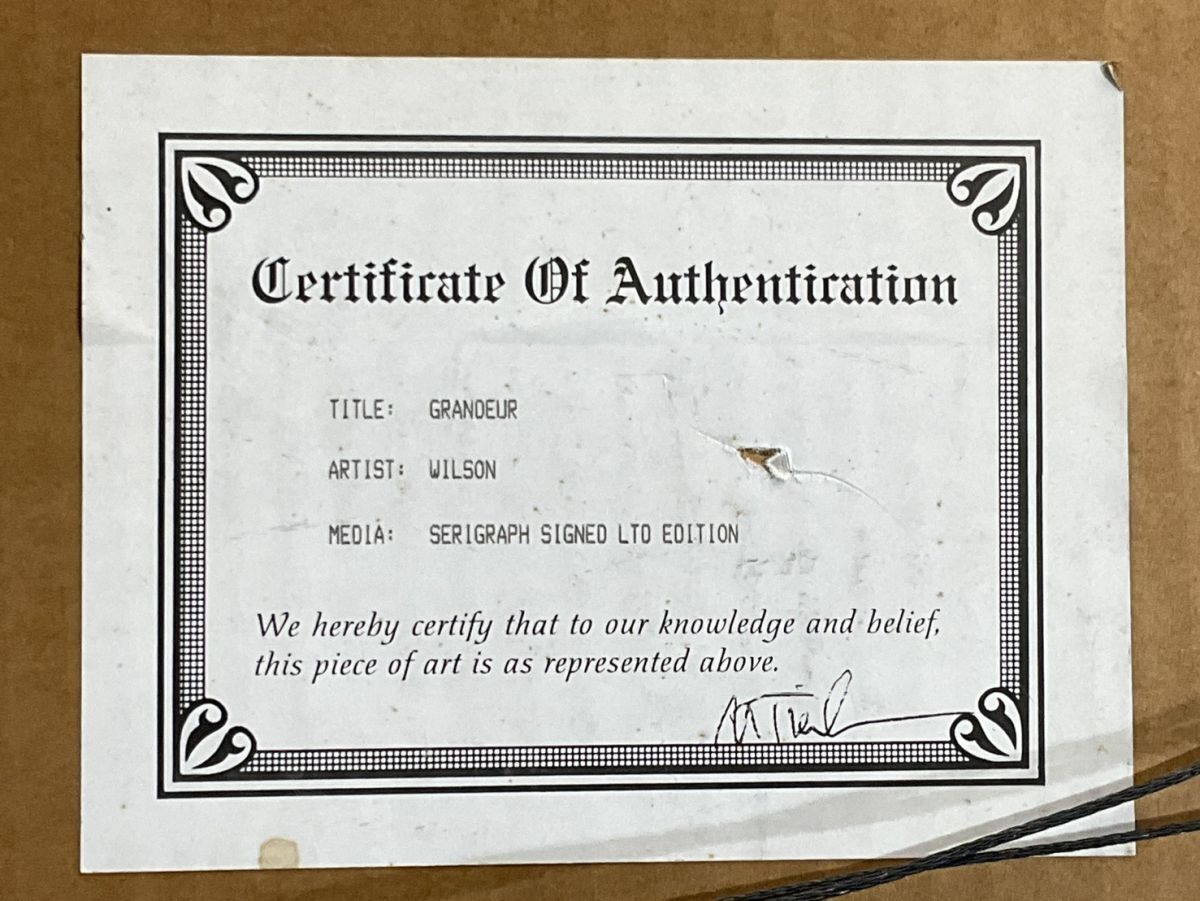 Certificate Of Authentication
TITLE: GRANDEUR
ARTIST: WILSON
MEDIA: SERIGRAPH SIGNED LTD EDITION
We hereby certify that to our knowledge and belief,
this piece of art is as represented above.